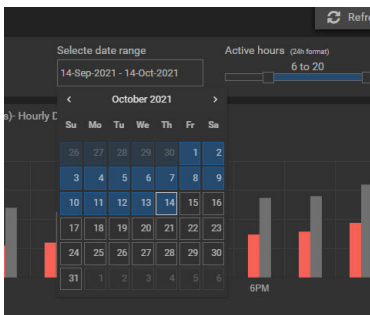 Refre
Selecte date range
Active hours (24h format)
14-Sep-2021 - 14-Oct-2021
6 to 20
s)- Hourly D
‹ October 2021 ›
Su Mo Tu We Th Fr Sa
26 27 28 29 30 1 2
3 4 5 6 7 8 9
10 11 12 13 14 15 16
17 18 19 20 21 22 23
24 25 26 27 28 29 30
31 1 2 3 4 5 6
6PM